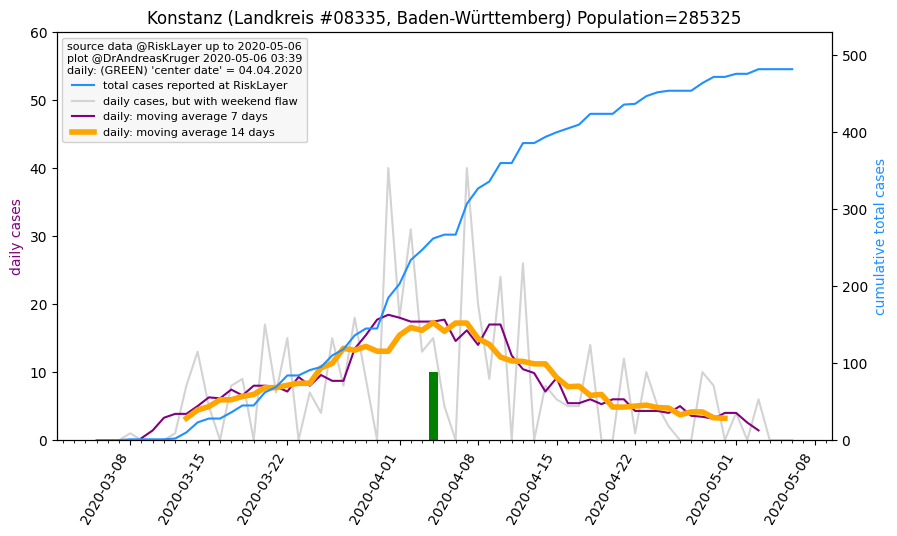 Konstanz (Landkreis #08335, Baden-Württemberg) Population=285325
source data @RiskLayer up to 2020-05-06
plot @DrAndreasKruger 2020-05-06 03:39
daily: (GREEN) 'center date' = 04.04.2020
total cases reported at RiskLayer
daily cases, but with weekend flaw
daily: moving average 7 days
daily: moving average 14 days
daily cases
60
50
40
30
20
10
0
cumulative total cases
500
400
300
200
100
0
2020-03-08
2020-03-15
2020-03-22
2020-04-01
2020-04-08
2020-04-15
2020-04-22
2020-05-01
2020-05-08